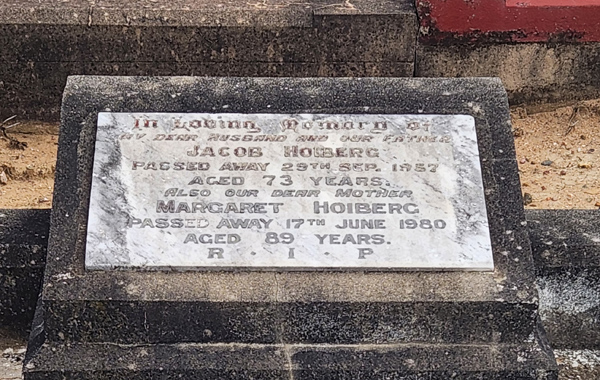 In Loving Memory of
MY DEAR HUSBAND AND OUR FATHER
JACOB HOIBERG
PASSED AWAY 29TH SEP. 1957
AGED 73 YEARS.
ALSO OUR DEAR MOTHER
MARGARET HOIBERG
PASSED AWAY 17TH JUNE 1980
AGED 89 YEARS.
R · I · P